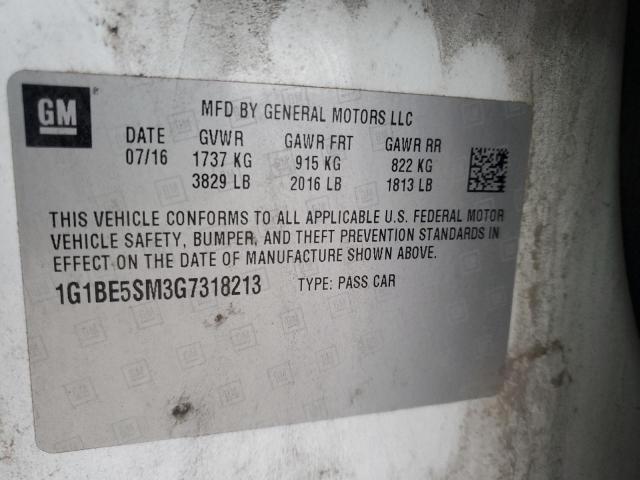 GM
MFD BY GENERAL MOTORS LLC
DATE GVWR GAWR FRT GAWR RR
07/16 1737 KG 915 KG 822 KG
3829 LB 2016 LB 1813 LB
THIS VEHICLE CONFORMS TO ALL APPLICABLE U.S. FEDERAL MOTOR
VEHICLE SAFETY, BUMPER, AND THEFT PREVENTION STANDARDS IN
EFFECT ON THE DATE OF MANUFACTURE SHOWN ABOVE.
1G1BE5SM3G7318213 TYPE: PASS CAR